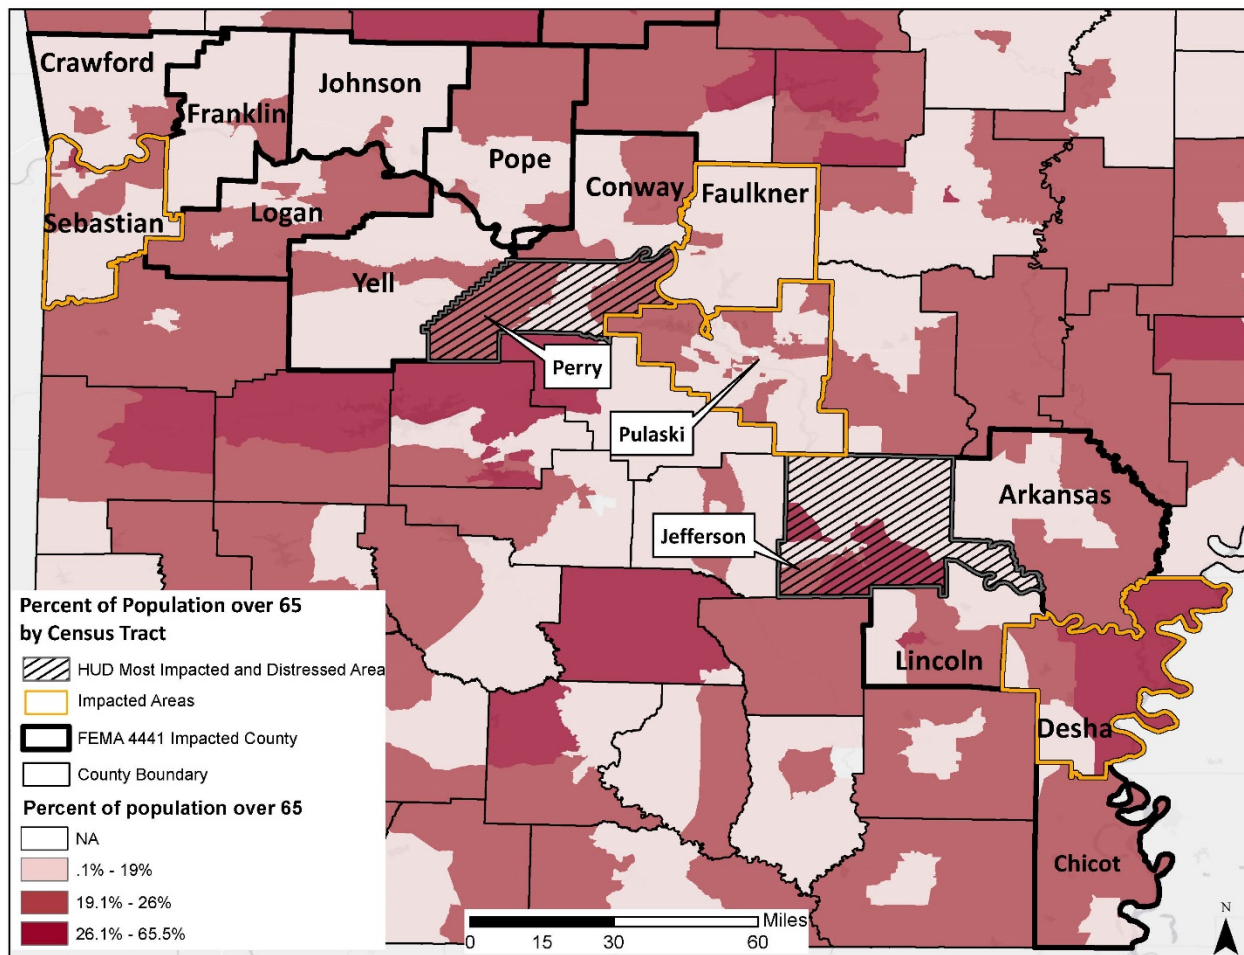 Crawford
Franklin
Johnson
Pope
Conway
Faulkner
Sebastian
Logan
Yell
Perry
Pulaski
Arkansas
Jefferson
Lincoln
Desha
Chicot
Percent of Population over 65
by Census Tract
HUD Most Impacted and Distressed Area
Impacted Areas
FEMA 4441 Impacted County
County Boundary
Percent of population over 65
NA
.1% - 19%
19.1% - 26%
26.1% - 65.5%
Miles
0 15 30 60
N